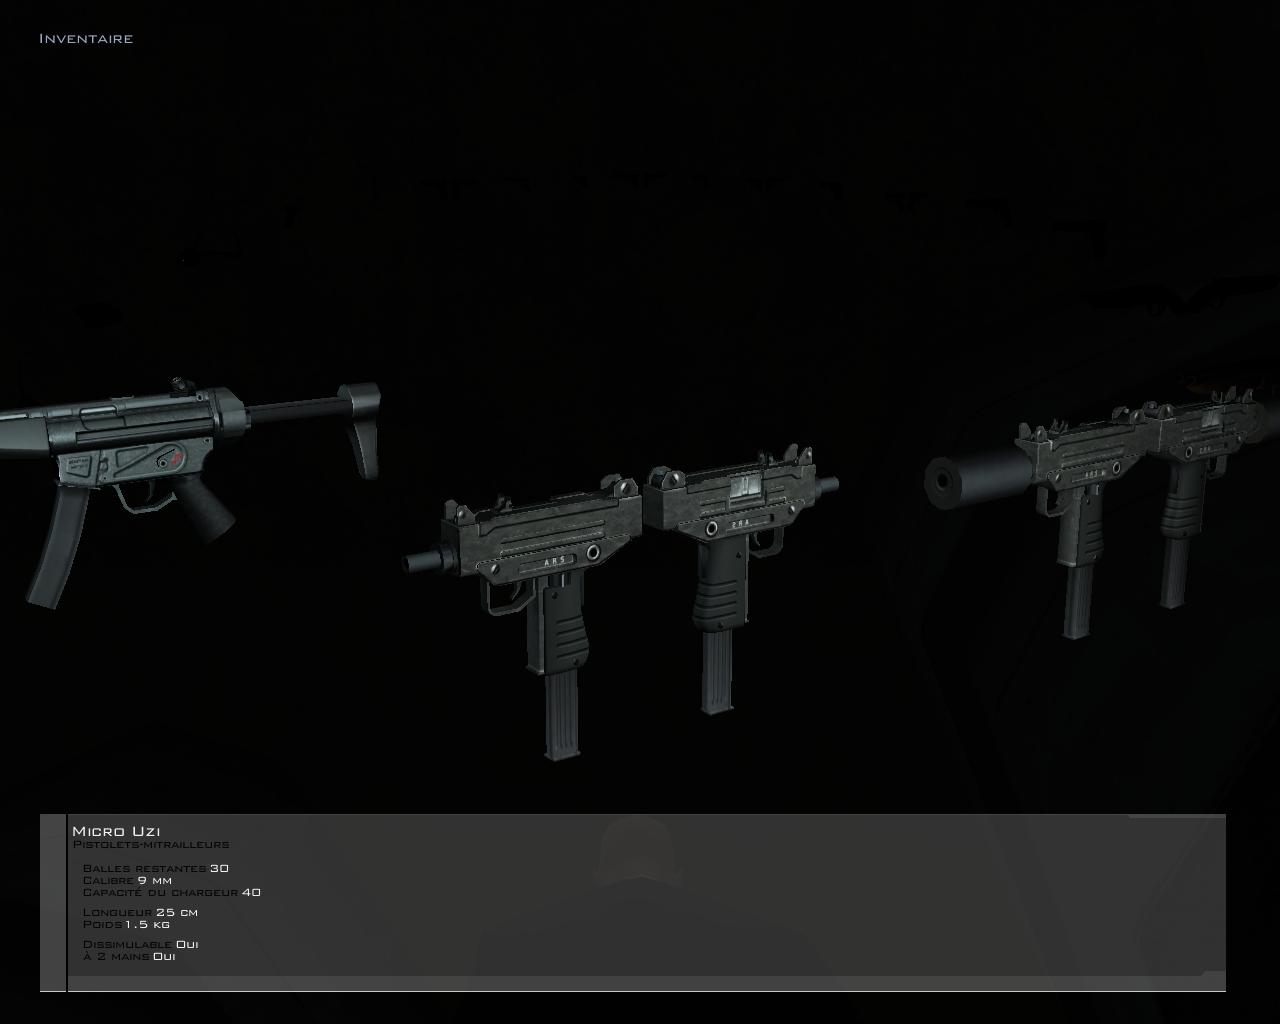 Inventaire
Micro Uzi
Pistolets-mitrailleurs
Balles restantes 30
Calibre 9 mm
Capacité du chargeur 40
Longueur 25 cm
Poids 1.5 kg
Dissimulable Oui
À 2 mains Oui